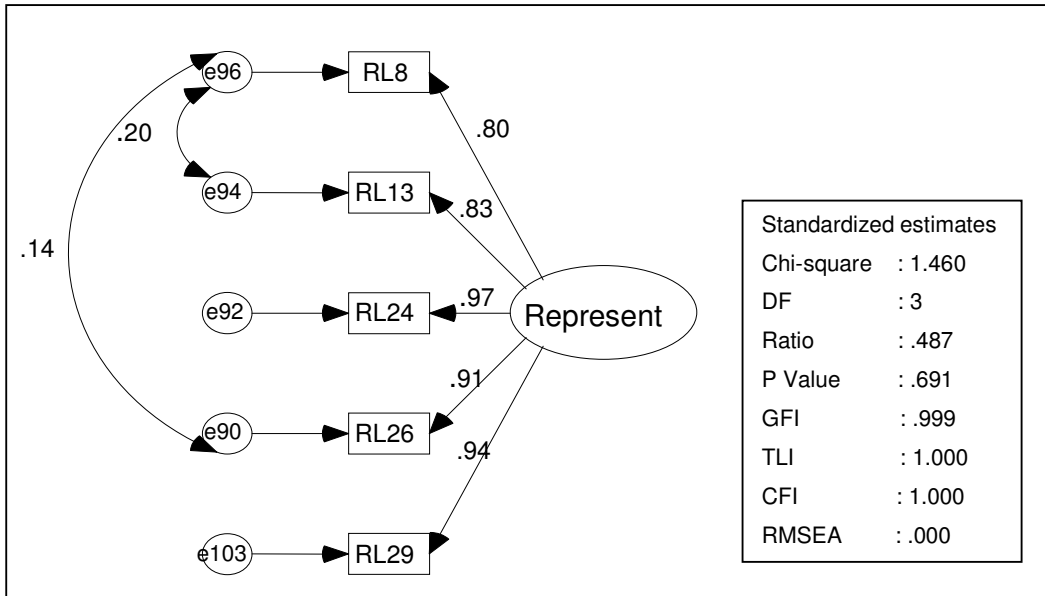 e96
RL8
.20
.80
e94
RL13
.83
.14
e92
RL24
.97
Represent
.91
e90
RL26
.94
e103
RL29
Standardized estimates
Chi-square : 1.460
DF : 3
Ratio : .487
P Value : .691
GFI : .999
TLI : 1.000
CFI : 1.000
RMSEA : .000